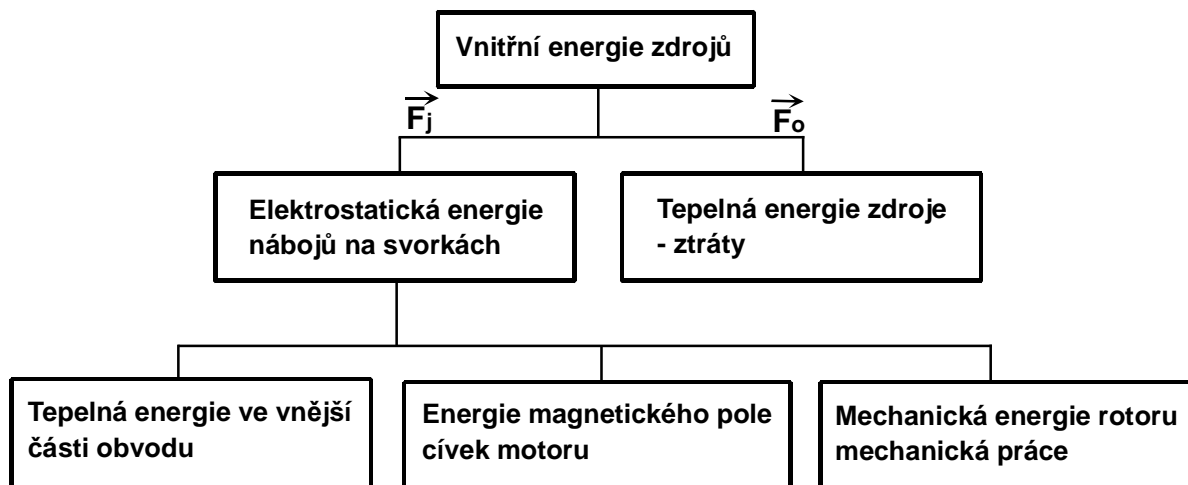 Vnitřní energie zdrojů
Fj
Fo
Elektrostatická energie
nábojů na svorkách
Tepelná energie zdroje
- ztráty
Tepelná energie ve vnější
části obvodu
Energie magnetického pole
cívek motoru
Mechanická energie rotoru
mechanická práce